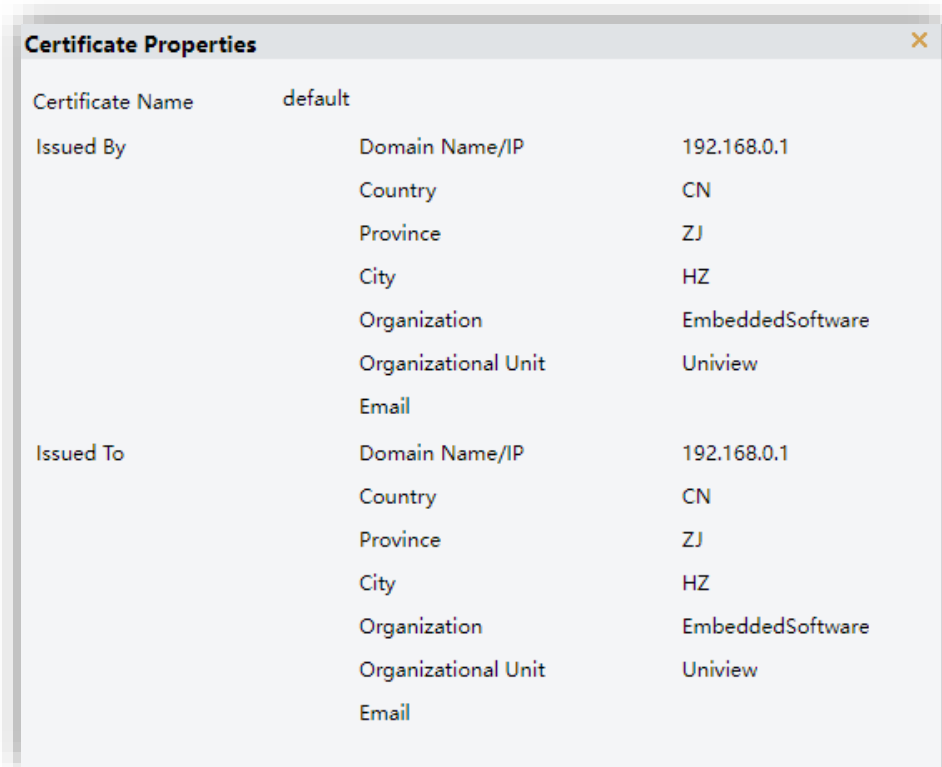 Certificate Properties
Certificate Name default
Issued By Domain Name/IP 192.168.0.1
Country CN
Province ZJ
City HZ
Organization EmbeddedSoftware
Organizational Unit Uniview
Email
Issued To Domain Name/IP 192.168.0.1
Country CN
Province ZJ
City HZ
Organization EmbeddedSoftware
Organizational Unit Uniview
Email